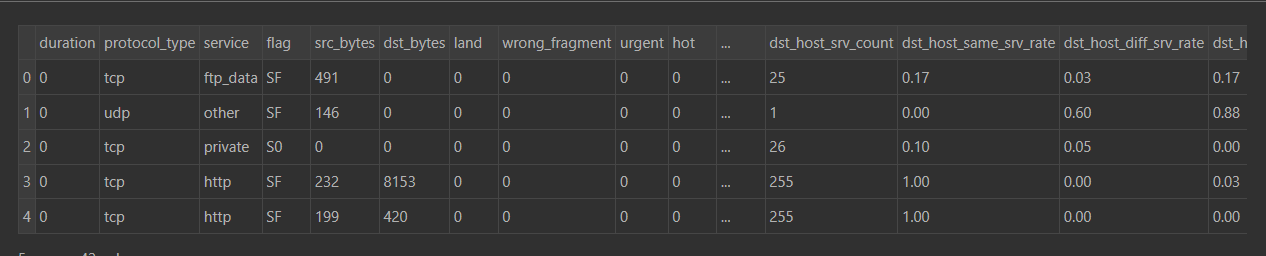 duration protocol_type service flag src_bytes dst_bytes land wrong_fragment urgent hot ... dst_host_srv_count dst_host_same_srv_rate dst_host_diff_srv_rate dst_h
0 0 tcp ftp_data SF 491 0 0 0 0 0 ... 25 0.17 0.03 0.17
1 0 udp other SF 146 0 0 0 0 0 ... 1 0.00 0.60 0.88
2 0 tcp private S0 0 0 0 0 0 0 ... 26 0.10 0.05 0.00
3 0 tcp http SF 232 8153 0 0 0 0 ... 255 1.00 0.00 0.03
4 0 tcp http SF 199 420 0 0 0 0 ... 255 1.00 0.00 0.00